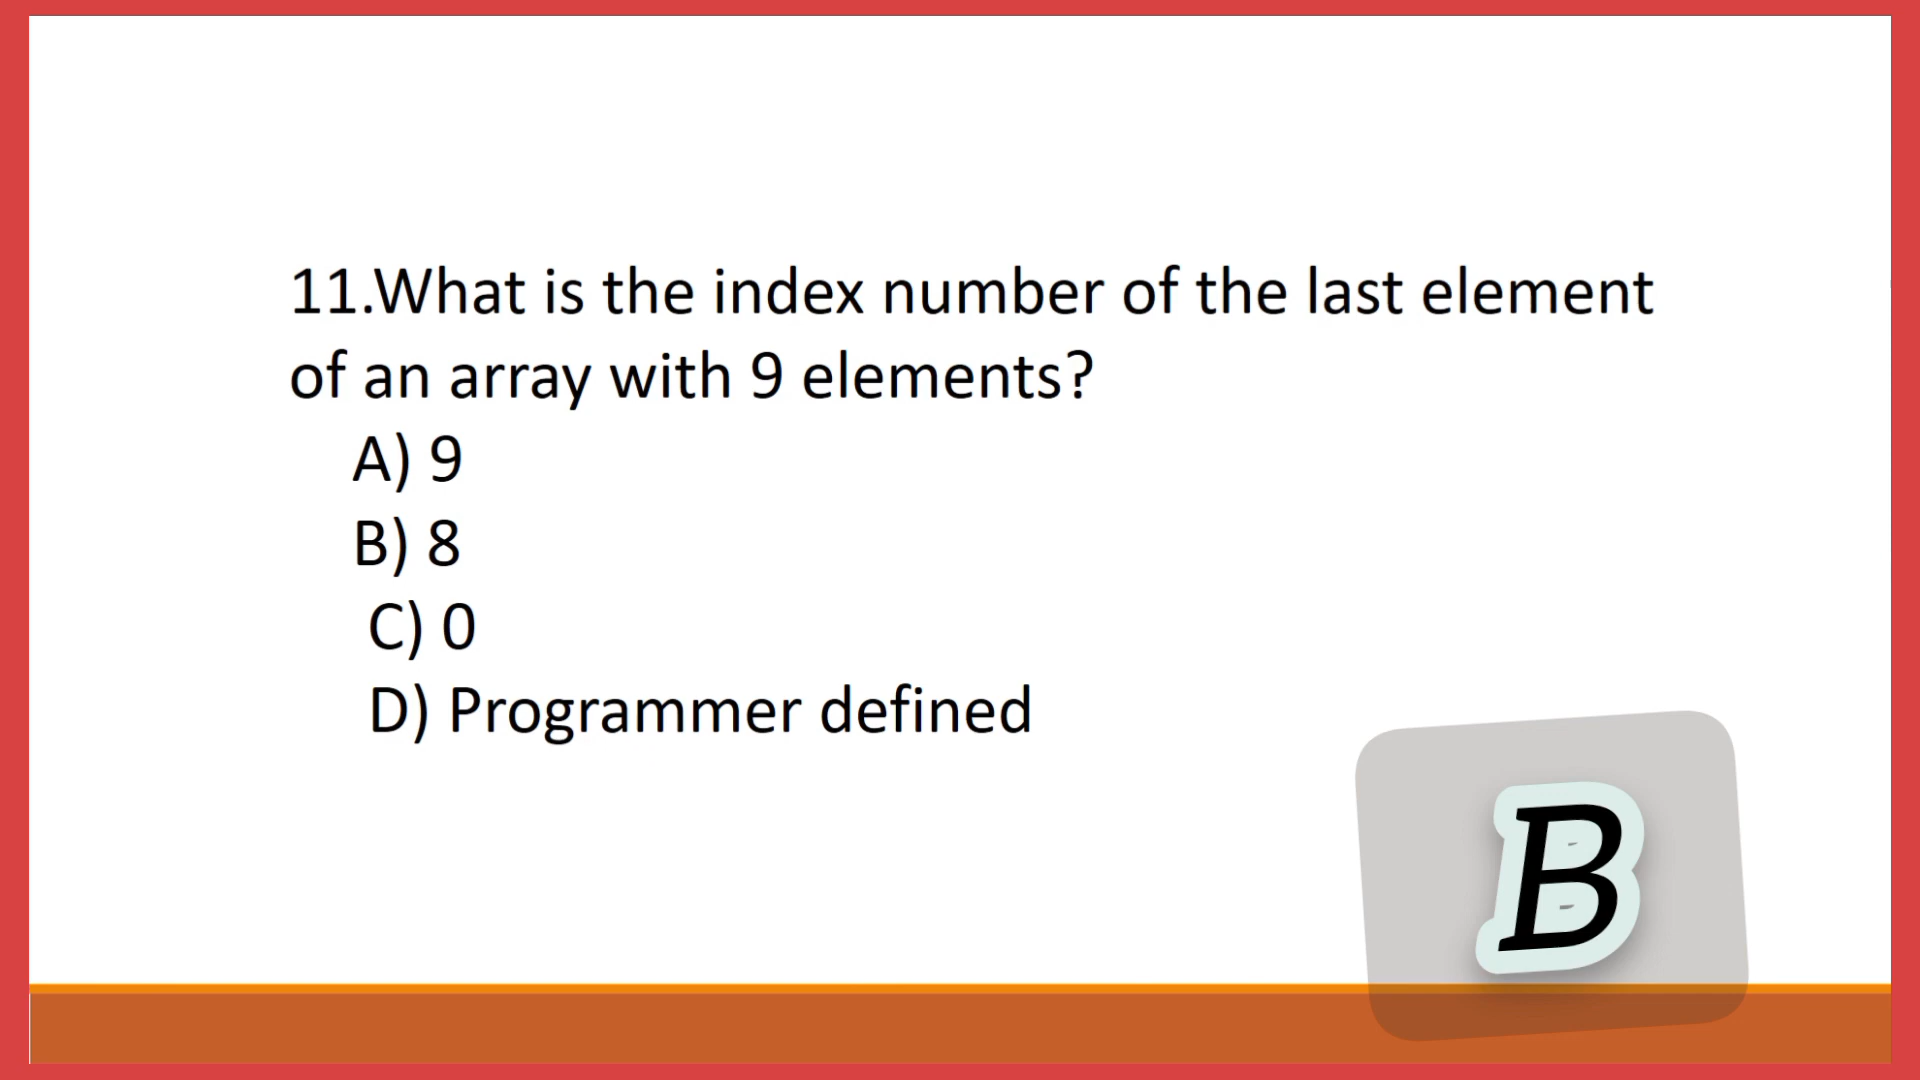 11.What is the index number of the last element
of an array with 9 elements?
A) 9
B) 8
C) 0
D) Programmer defined
B